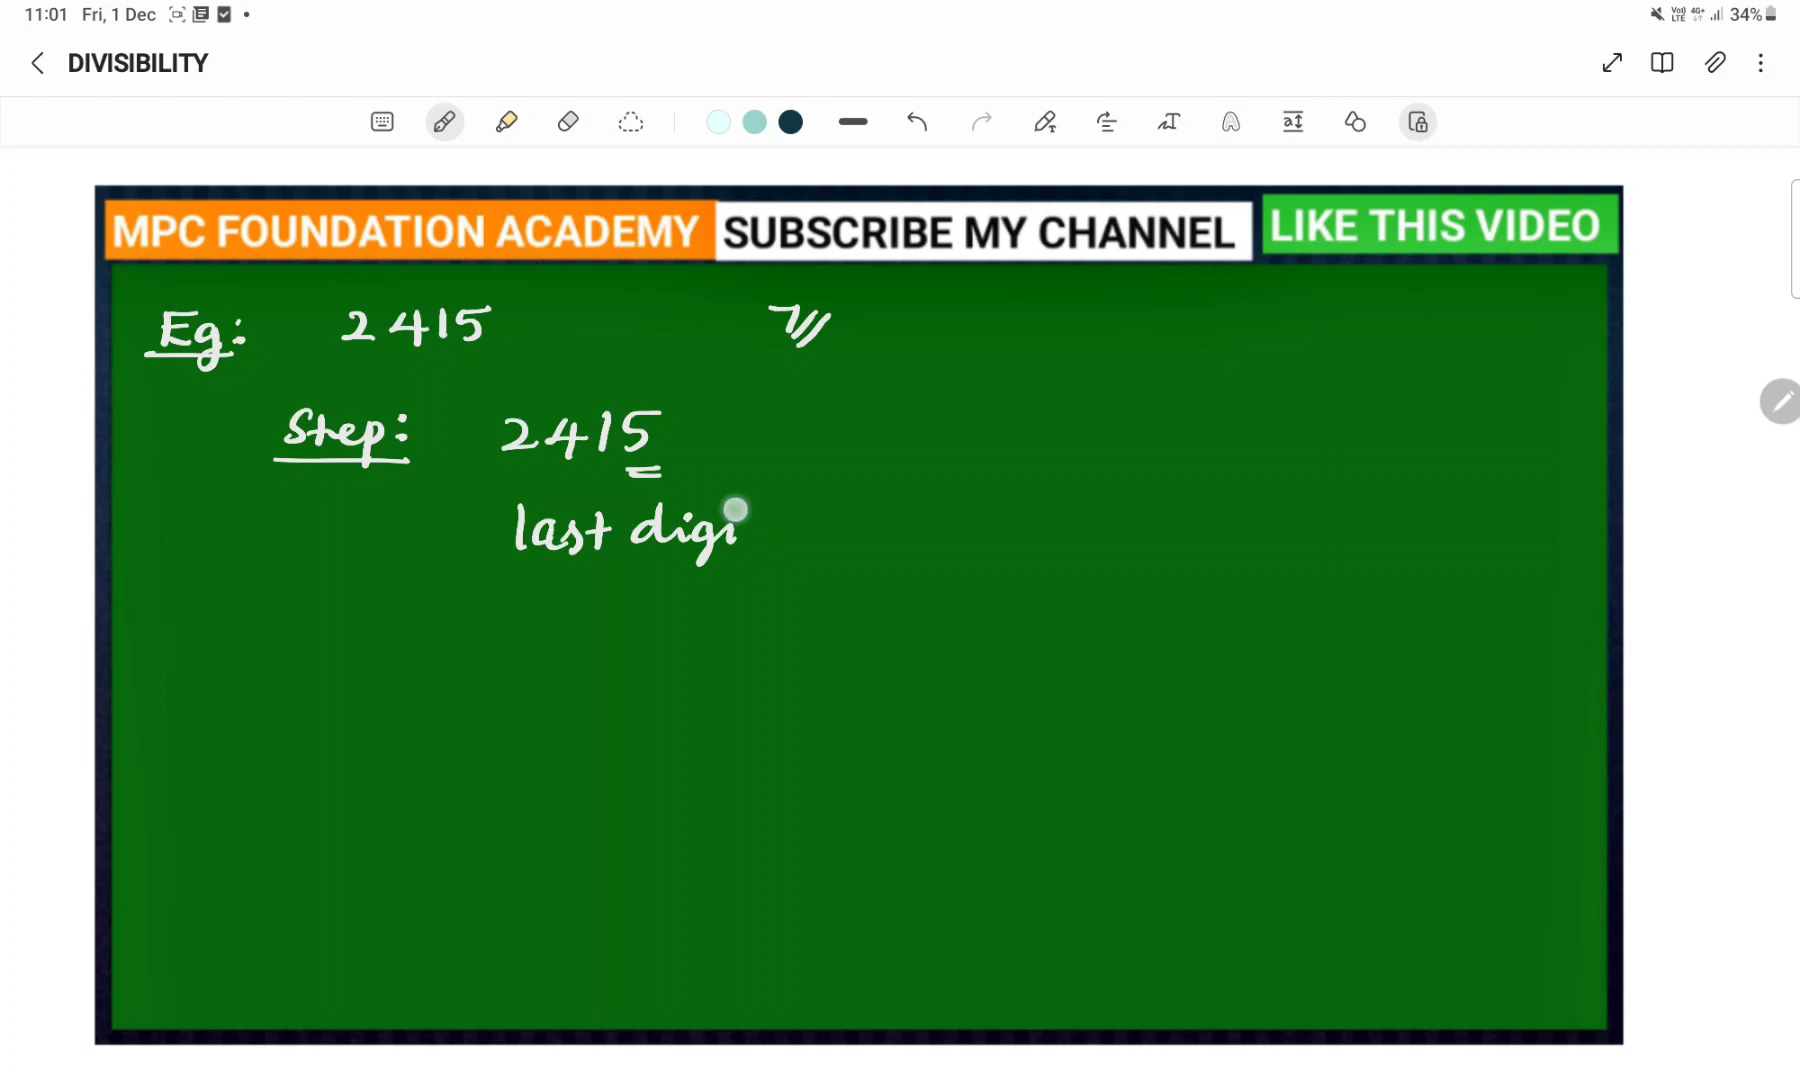 11:01 Fri, 1 Dec
34%
DIVISIBILITY
MPC FOUNDATION ACADEMY SUBSCRIBE MY CHANNEL LIKE THIS VIDEO
Eg: 2415 7
Step: 2415
last digi